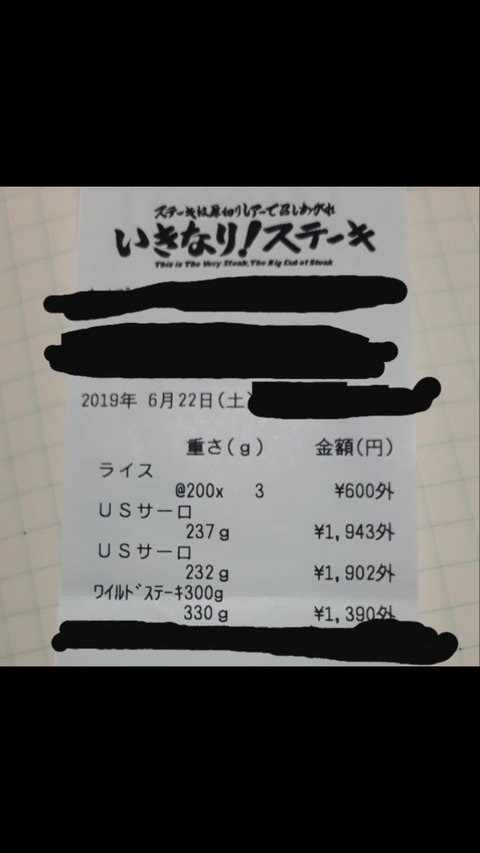 ステーキは厚切りレアーで召しあがれ
いきなり!ステーキ
This is The Very Steak, The Big Cut of Steak
2019年 6月22日(土)
重さ(g) 金額(円)
ライス
@200x 3 ¥600外
USサーロ
237g ¥1,943外
USサーロ
232g ¥1,902外
ワイルドステーキ300g
330g ¥1,390外